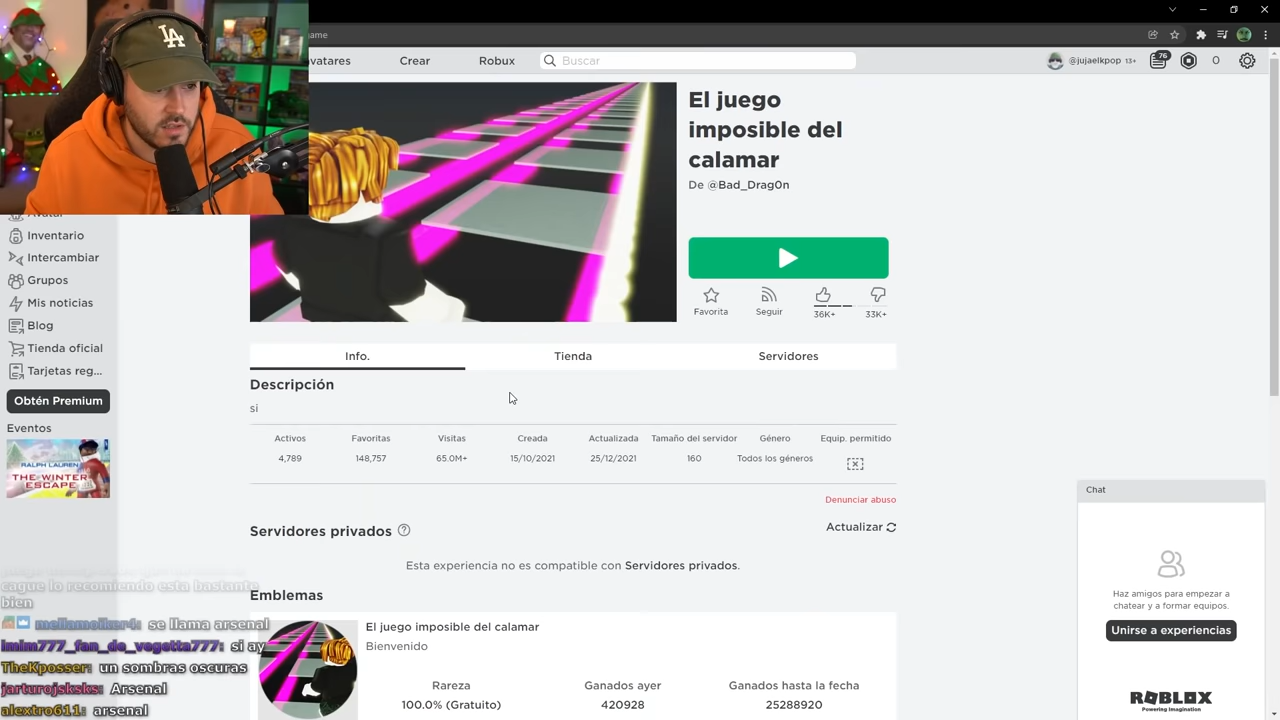 ame
vatares
Crear
Robux
Buscar
@jujaelkpop 13+
76
0
LA
El juego
imposible del
calamar
De @Bad_Drag0n
Favorita
Seguir
36K+
33K+
Inventario
Intercambiar
Grupos
Mis noticias
Blog
Tienda oficial
Tarjetas reg...
Obtén Premium
Eventos
RALPH LAUREN
THE WINTER
ESCAPE
Info.
Tienda
Servidores
Descripción
si
Activos
Favoritas
Visitas
Creada
Actualizada
Tamaño del servidor
Género
Equip. permitido
4,789
148,757
65.0M+
15/10/2021
25/12/2021
160
Todos los géneros
Denunciar abuso
Servidores privados
Actualizar
Esta experiencia no es compatible con Servidores privados.
Emblemas
El juego imposible del calamar
Bienvenido
Rareza
Ganados ayer
Ganados hasta la fecha
100.0% (Gratuito)
420928
25288920
Chat
Haz amigos para empezar a
chatear y a formar equipos.
Unirse a experiencias
ROBLOX
Powering Imagination
cague lo recomiendo esta bastante
bien
mellamoiker4: se llama arsenal
imim777_fan_de_vegetta777: si ay
TheKposser: un sombras oscuras
jarturojsksks: Arsenal
alextro611: arsenal